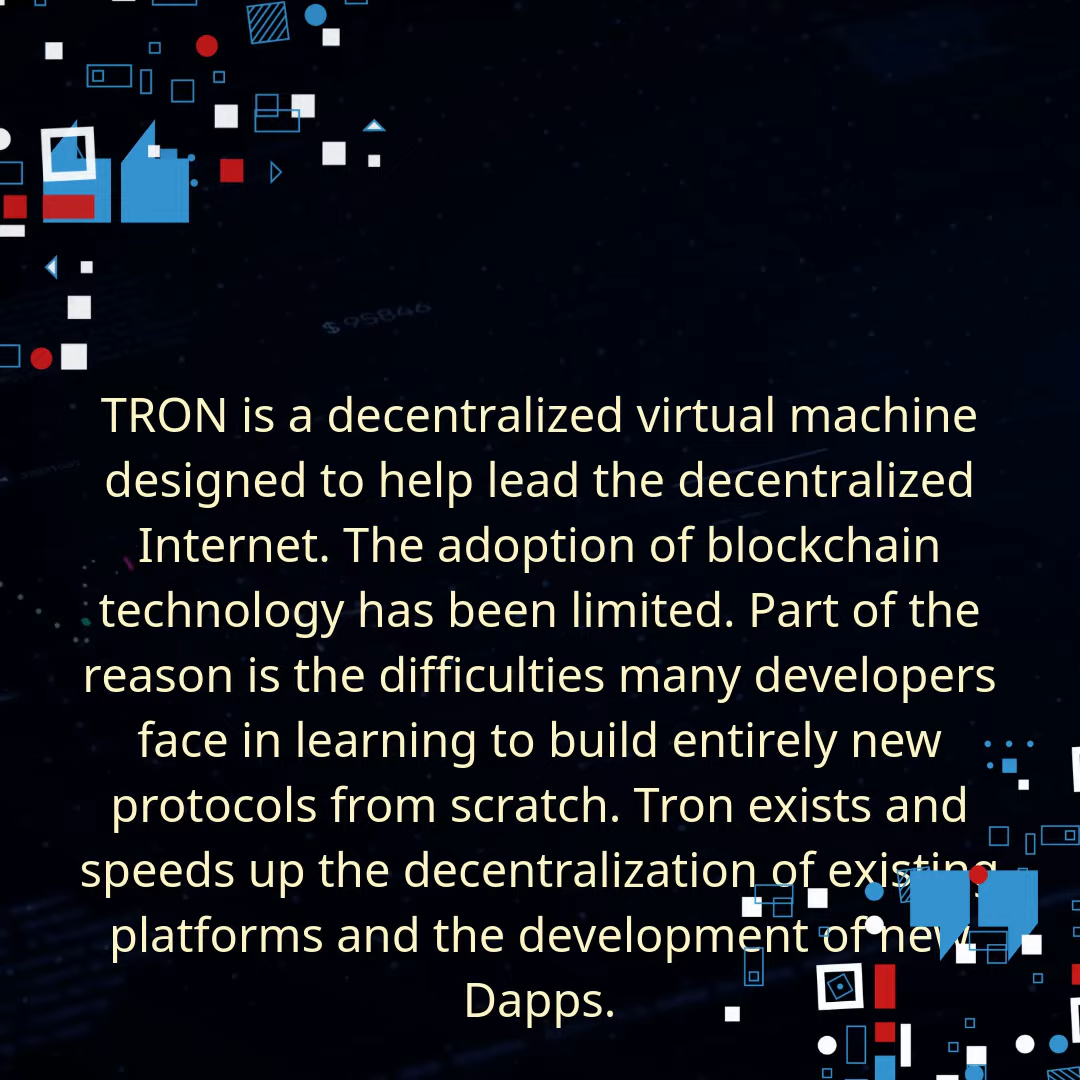 $ 95846
TRON is a decentralized virtual machine
designed to help lead the decentralized
Internet. The adoption of blockchain
technology has been limited. Part of the
reason is the difficulties many developers
face in learning to build entirely new
protocols from scratch. Tron exists and
speeds up the decentralization of existing
platforms and the development of new
Dapps.